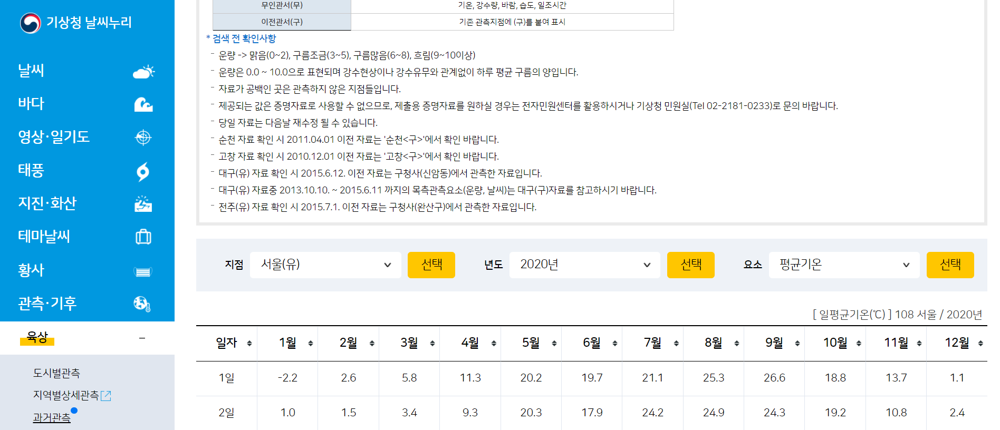 기상청 날씨누리
날씨
바다
영상·일기도
태풍
지진·화산
테마날씨
황사
관측·기후
육상
도시별관측
지역별상세관측
과거관측
무인관서(무) 기온, 강수량, 바람, 습도, 일조시간
이전관서(구) 기존 관측지점에 (구)를 붙여 표시
* 검색 전 확인사항
- 운량 -> 맑음(0~2), 구름조금(3~5), 구름많음(6~8), 흐림(9~10이상)
- 운량은 0.0 ~ 10.0으로 표현되며 강수현상이나 강수유무와 관계없이 하루 평균 구름의 양입니다.
- 자료가 공백인 곳은 관측하지 않은 지점들입니다.
- 제공되는 값은 증명자료로 사용할 수 없으므로, 제출용 증명자료를 원하실 경우는 전자민원센터를 활용하시거나 기상청 민원실(Tel 02-2181-0233)로 문의 바랍니다.
- 당일 자료는 다음날 재수정 될 수 있습니다.
- 순천 자료 확인 시 2011.04.01 이전 자료는 '순천<구>'에서 확인 바랍니다.
- 고창 자료 확인 시 2010.12.01 이전 자료는 '고창<구>'에서 확인 바랍니다.
- 대구(유) 자료 확인 시 2015.6.12. 이전 자료는 구청사(신암동)에서 관측한 자료입니다.
- 대구(유) 자료중 2013.10.10. ~ 2015.6.11 까지의 목측관측요소(운량, 날씨)는 대구(구)자료를 참고하시기 바랍니다.
- 전주(유) 자료 확인 시 2015.7.1. 이전 자료는 구청사(완산구)에서 관측한 자료입니다.
지점 서울(유) 선택 년도 2020년 선택 요소 평균기온 선택
[ 일평균기온(℃) ] 108 서울 / 2020년
일자 1월 2월 3월 4월 5월 6월 7월 8월 9월 10월 11월 12월
1일 -2.2 2.6 5.8 11.3 20.2 19.7 21.1 25.3 26.6 18.8 13.7 1.1
2일 1.0 1.5 3.4 9.3 20.3 17.9 24.2 24.9 24.3 19.2 10.8 2.4